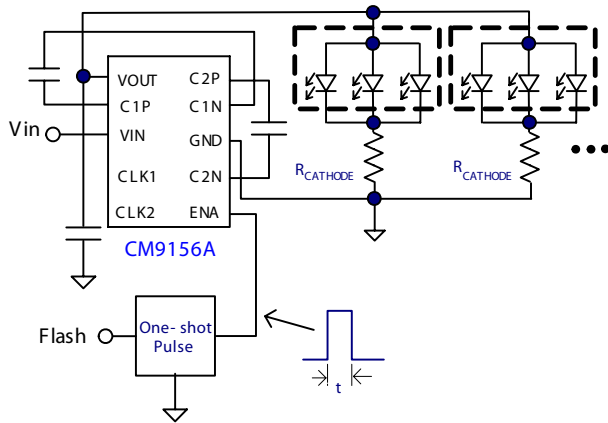 VOUT
C2P
C1P
C1N
Vin
VIN
GND
CLK1
C2N
CLK2
ENA
CM9156A
RCATHODE
RCATHODE
Flash
One- shot
Pulse
t